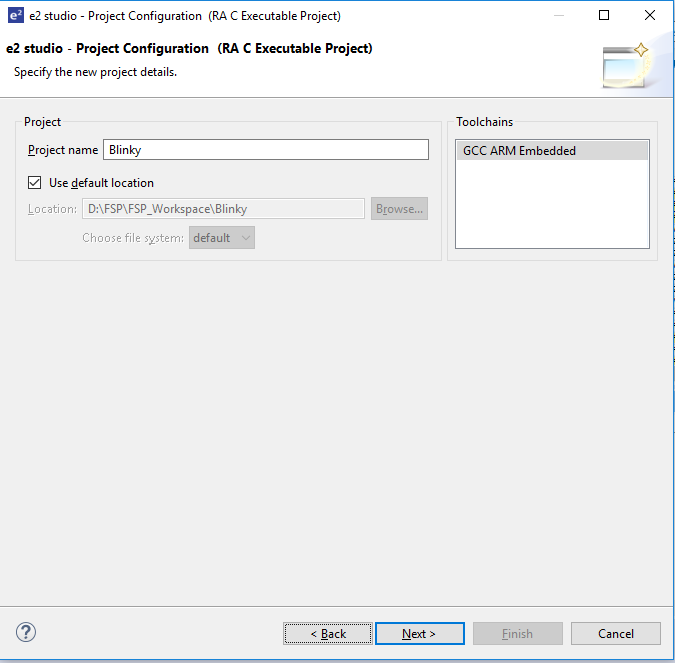 e² e2 studio - Project Configuration (RA C Executable Project)
e2 studio - Project Configuration (RA C Executable Project)
Specify the new project details.
Project
Project name Blinky
Use default location
Location: D:\FSP\FSP_Workspace\Blinky Browse...
Choose file system: default
Toolchains
GCC ARM Embedded
? < Back Next > Finish Cancel